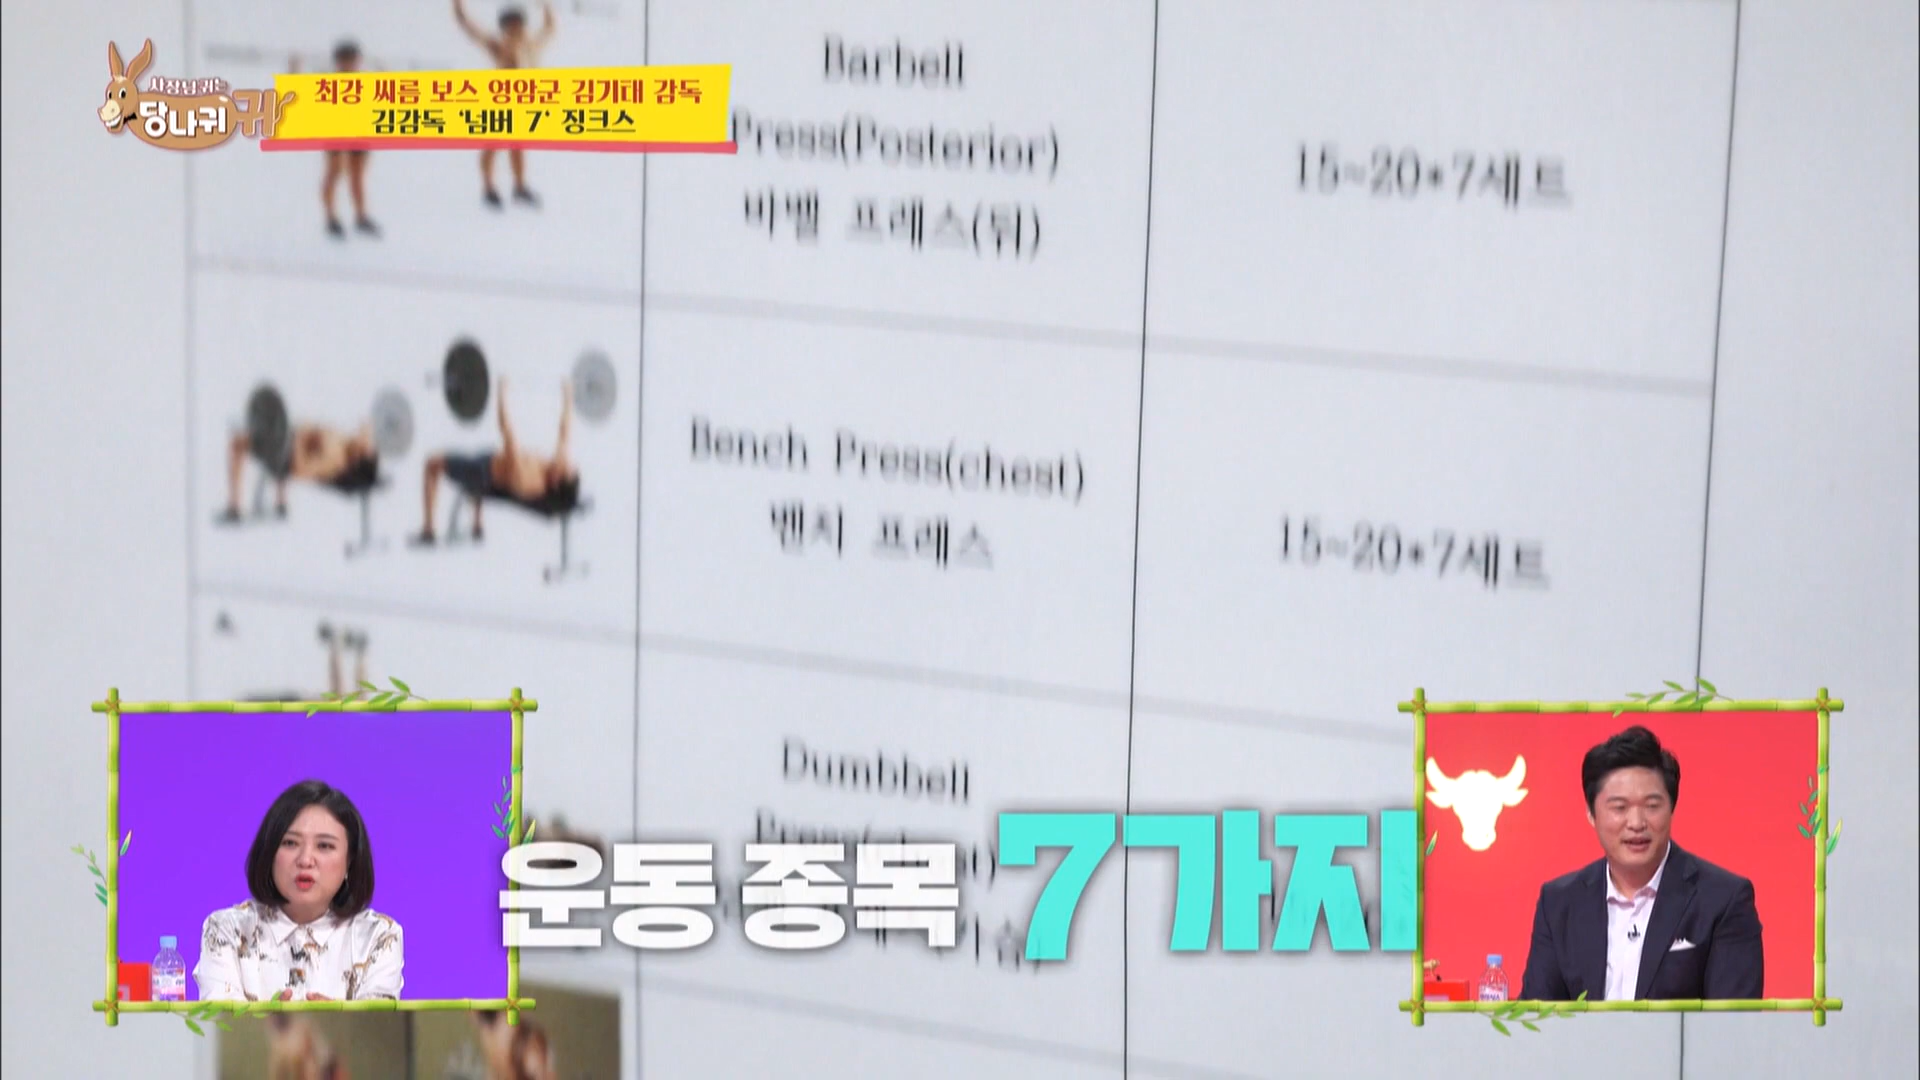 사장님 귀는
당나귀 귀
최강 씨름 보스 영암군 김기태 감독
김감독 '넘버 7' 징크스
Barbell
Press(Posterior)
바벨 프레스(뒤)
15~20*7세트
Bench Press(chest)
벤치 프레스
15~20*7세트
Dumbbell
운동 종목 7가지